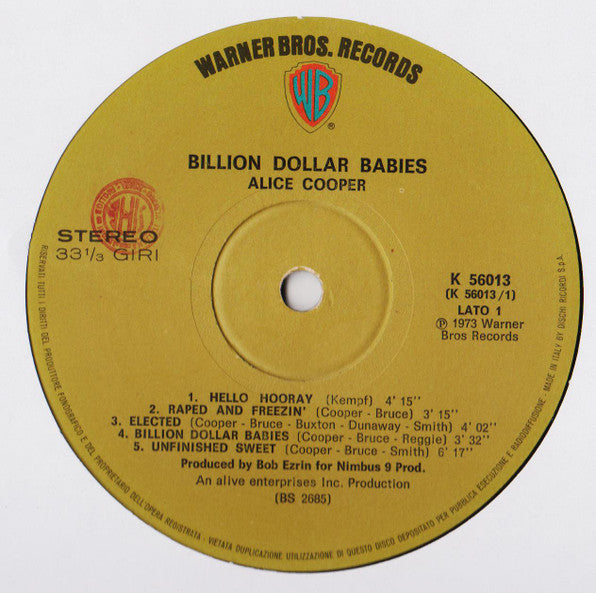 WARNER BROS. RECORDS
WB
®
BILLION DOLLAR BABIES
ALICE COOPER
STEREO
33 1/3 GIRI
K 56013
(K 56013/1)
LATO 1
℗ 1973 Warner
Bros Records
1. HELLO HOORAY (Kempf) 4' 15''
2. RAPED AND FREEZIN' (Cooper - Bruce) 3' 15''
3. ELECTED (Cooper - Bruce - Buxton - Dunaway - Smith) 4' 02''
4. BILLION DOLLAR BABIES (Cooper - Bruce - Reggie) 3' 32''
5. UNFINISHED SWEET (Cooper - Bruce - Smith) 6' 17''
Produced by Bob Ezrin for Nimbus 9 Prod.
An alive enterprises Inc. Production
(BS 2685)
RISERVATI TUTTI I DIRITTI DEL PRODUTTORE FONOGRAFICO E DEL PROPRIETARIO DELL'OPERA REGISTRATA - VIETATA DUPLICAZIONE UTILIZZAZIONE DI QUESTO DISCO DEPOSITATO PER PUBBLICA ESECUZIONE E RADIODIFFUSIONE. - MADE IN ITALY BY DISCHI RICORDI S.p.A.